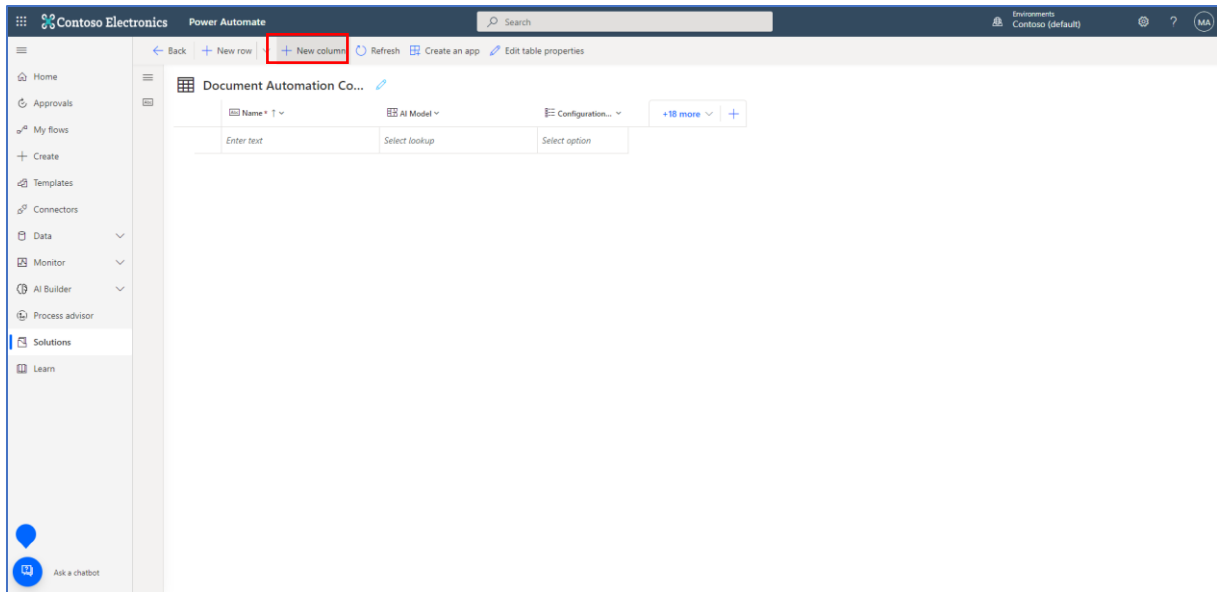 Contoso Electronics Power Automate Search Environments
Contoso (default) ? MA
Back New row New column Refresh Create an app Edit table properties
Home
Approvals
My flows
Create
Templates
Connectors
Data
Monitor
AI Builder
Process advisor
Solutions
Learn
Ask a chatbot
Document Automation Co...
Abc Name * ↑ AI Model Configuration... +18 more
Enter text Select lookup Select option